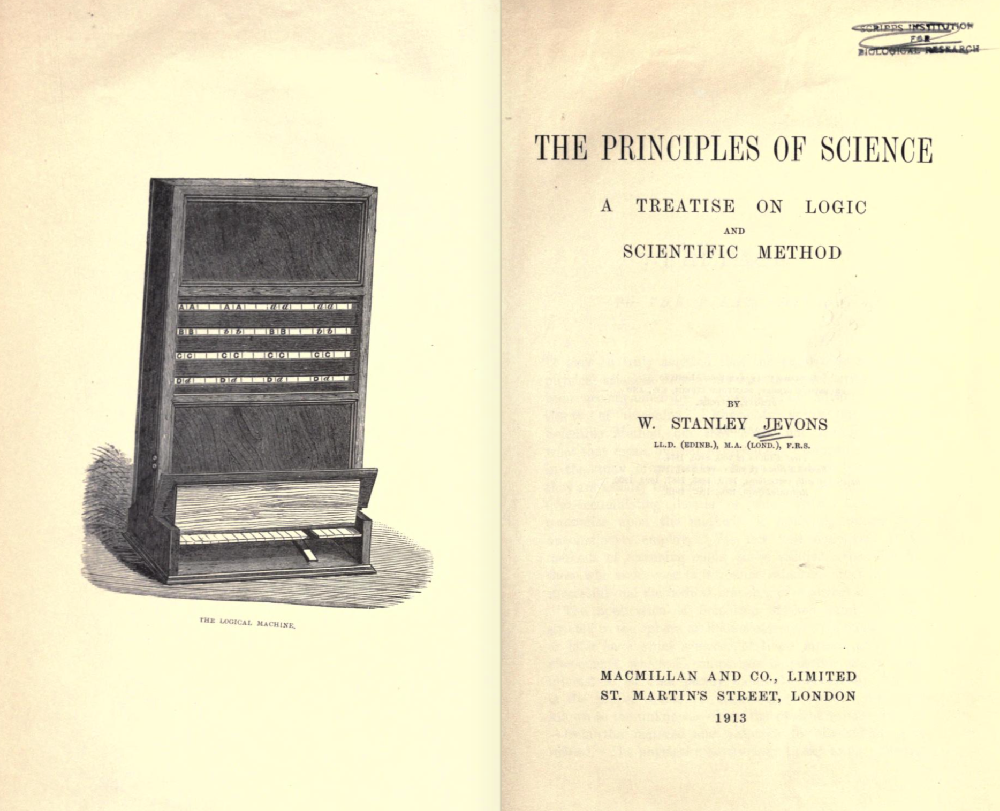 A A A A a a a a
B B b b B B b b
C C C C C C C C
D d D d D d D d
THE LOGICAL MACHINE.
SCRIPPS INSTITUTION
FOR
BIOLOGICAL RESEARCH
THE PRINCIPLES OF SCIENCE
A TREATISE ON LOGIC
AND
SCIENTIFIC METHOD
BY
W. STANLEY JEVONS
LL.D. (EDINB.), M.A. (LOND.), F.R.S.
MACMILLAN AND CO., LIMITED
ST. MARTIN'S STREET, LONDON
1913